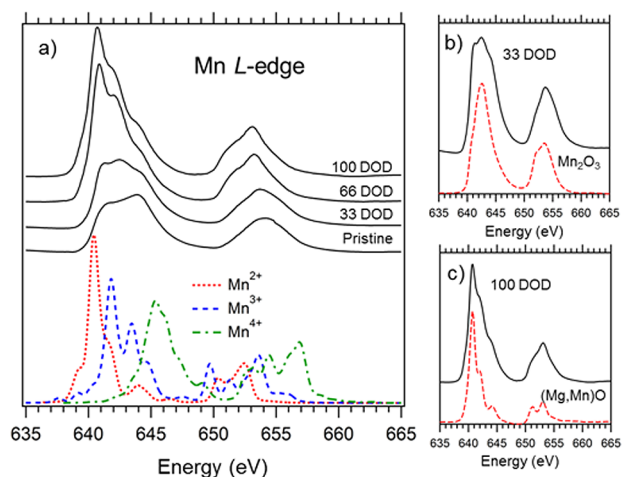 a)
Mn L-edge
100 DOD
66 DOD
33 DOD
Pristine
Mn²⁺
Mn³⁺
Mn⁴⁺
635 640 645 650 655 660 665
Energy (eV)
b)
33 DOD
Mn₂O₃
635 640 645 650 655 660 665
Energy (eV)
c)
100 DOD
(Mg,Mn)O
635 640 645 650 655 660 665
Energy (eV)